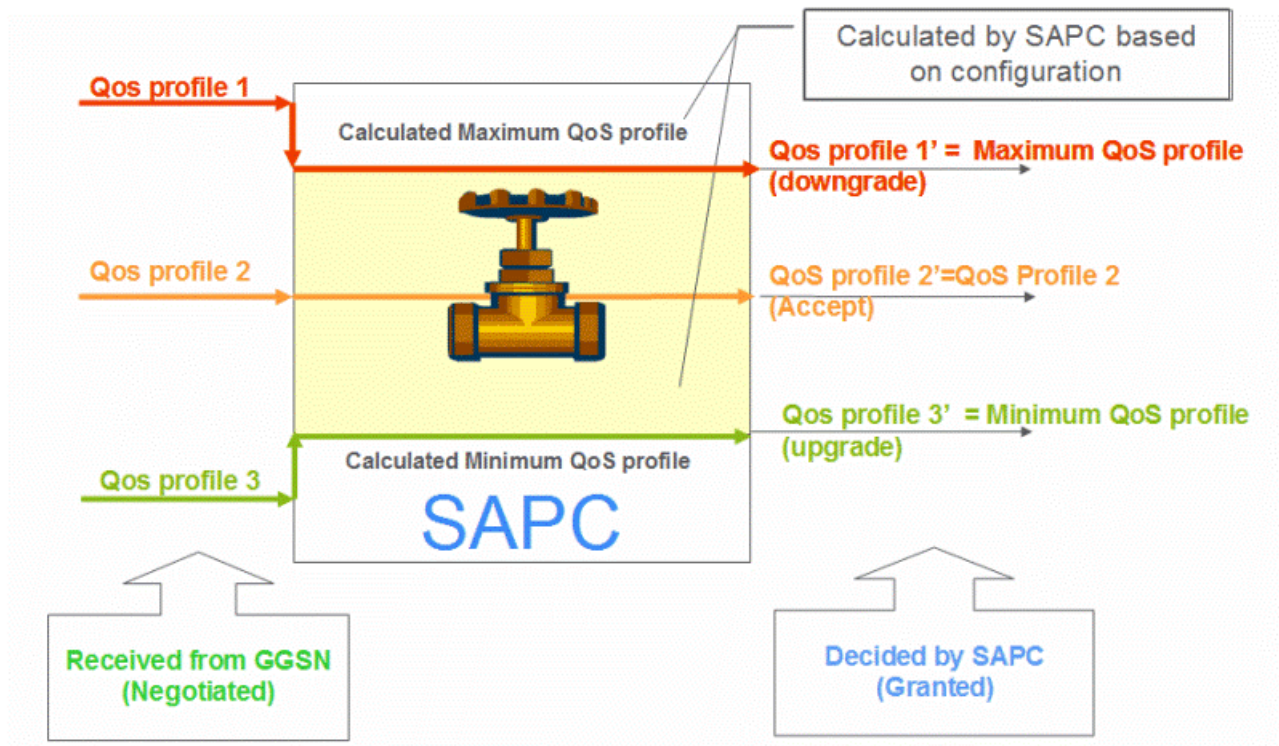 Calculated by SAPC based
on configuration
Qos profile 1
Calculated Maximum QoS profile
Qos profile 1’ = Maximum QoS profile
(downgrade)
Qos profile 2
QoS profile 2’=QoS Profile 2
(Accept)
Qos profile 3’ = Minimum QoS profile
(upgrade)
Calculated Minimum QoS profile
Qos profile 3
SAPC
Received from GGSN
(Negotiated)
Decided by SAPC
(Granted)